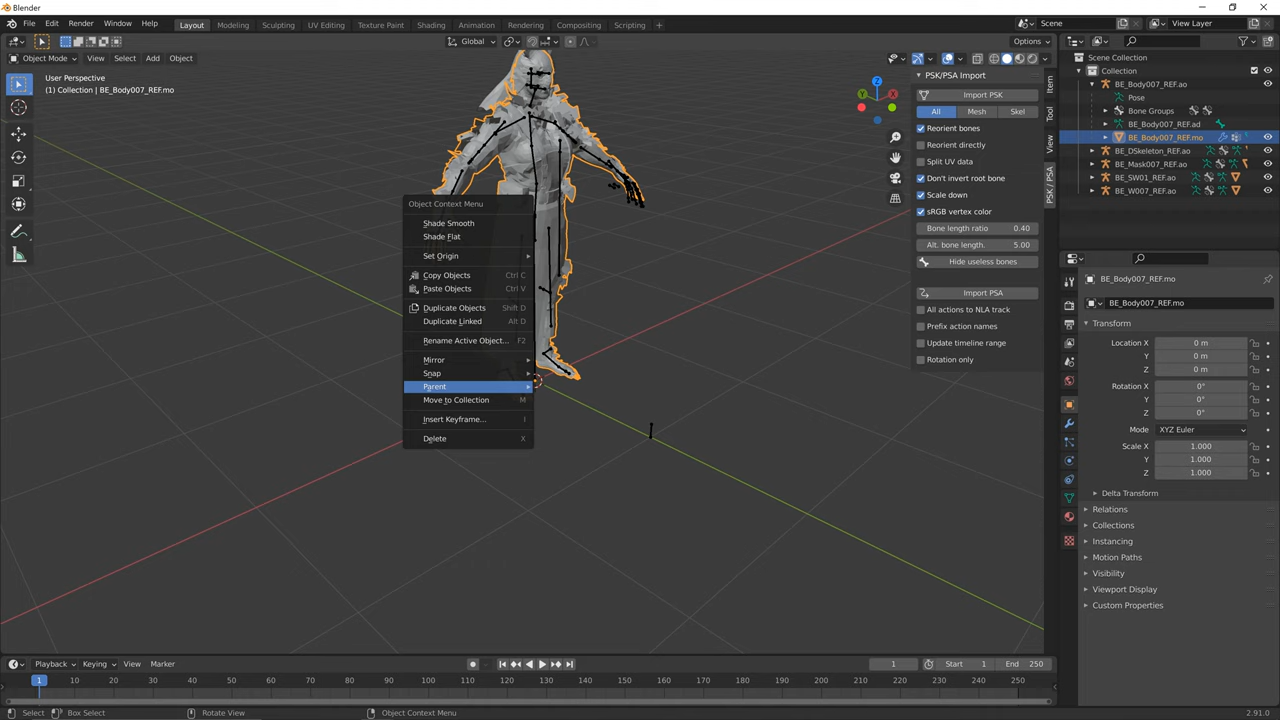 Blender
File Edit Render Window Help Layout Modeling Sculpting UV Editing Texture Paint Shading Animation Rendering Compositing Scripting + Scene View Layer
Global Options
Object Mode View Select Add Object
User Perspective
(1) Collection | BE_Body007_REF.mo
Z
X
PSK/PSA Import
Import PSK
All Mesh Skel
Reorient bones
Reorient directly
Split UV data
Don't invert root bone
Scale down
sRGB vertex color
Bone length ratio 0.40
Alt. bone length. 5.00
Hide useless bones
Import PSA
All actions to NLA track
Prefix action names
Update timeline range
Rotation only
Item
Tool
View
PSK / PSA
Object Context Menu
Shade Smooth
Shade Flat
Set Origin
Copy Objects Ctrl C
Paste Objects Ctrl V
Duplicate Objects Shift D
Duplicate Linked Alt D
Rename Active Object... F2
Mirror
Snap
Parent
Move to Collection M
Insert Keyframe... I
Delete X
Scene Collection
Collection
BE_Body007_REF.ao
Pose
Bone Groups
BE_Body007_REF.ad
BE_Body007_REF.mo
BE_DSkeleton_REF.ao
BE_Mask007_REF.ao
BE_SW01_REF.ao
BE_W007_REF.ao
BE_Body007_REF.mo
BE_Body007_REF.mo
Transform
Location X 0 m
Y 0 m
Z 0 m
Rotation X 0°
Y 0°
Z 0°
Mode XYZ Euler
Scale X 1.000
Y 1.000
Z 1.000
Delta Transform
Relations
Collections
Instancing
Motion Paths
Visibility
Viewport Display
Custom Properties
Playback Keying View Marker 1 Start 1 End 250
1 10 20 30 40 50 60 70 80 90 100 110 120 130 140 150 160 170 180 190 200 210 220 230 240 250
Select Box Select Rotate View Object Context Menu 2.91.0